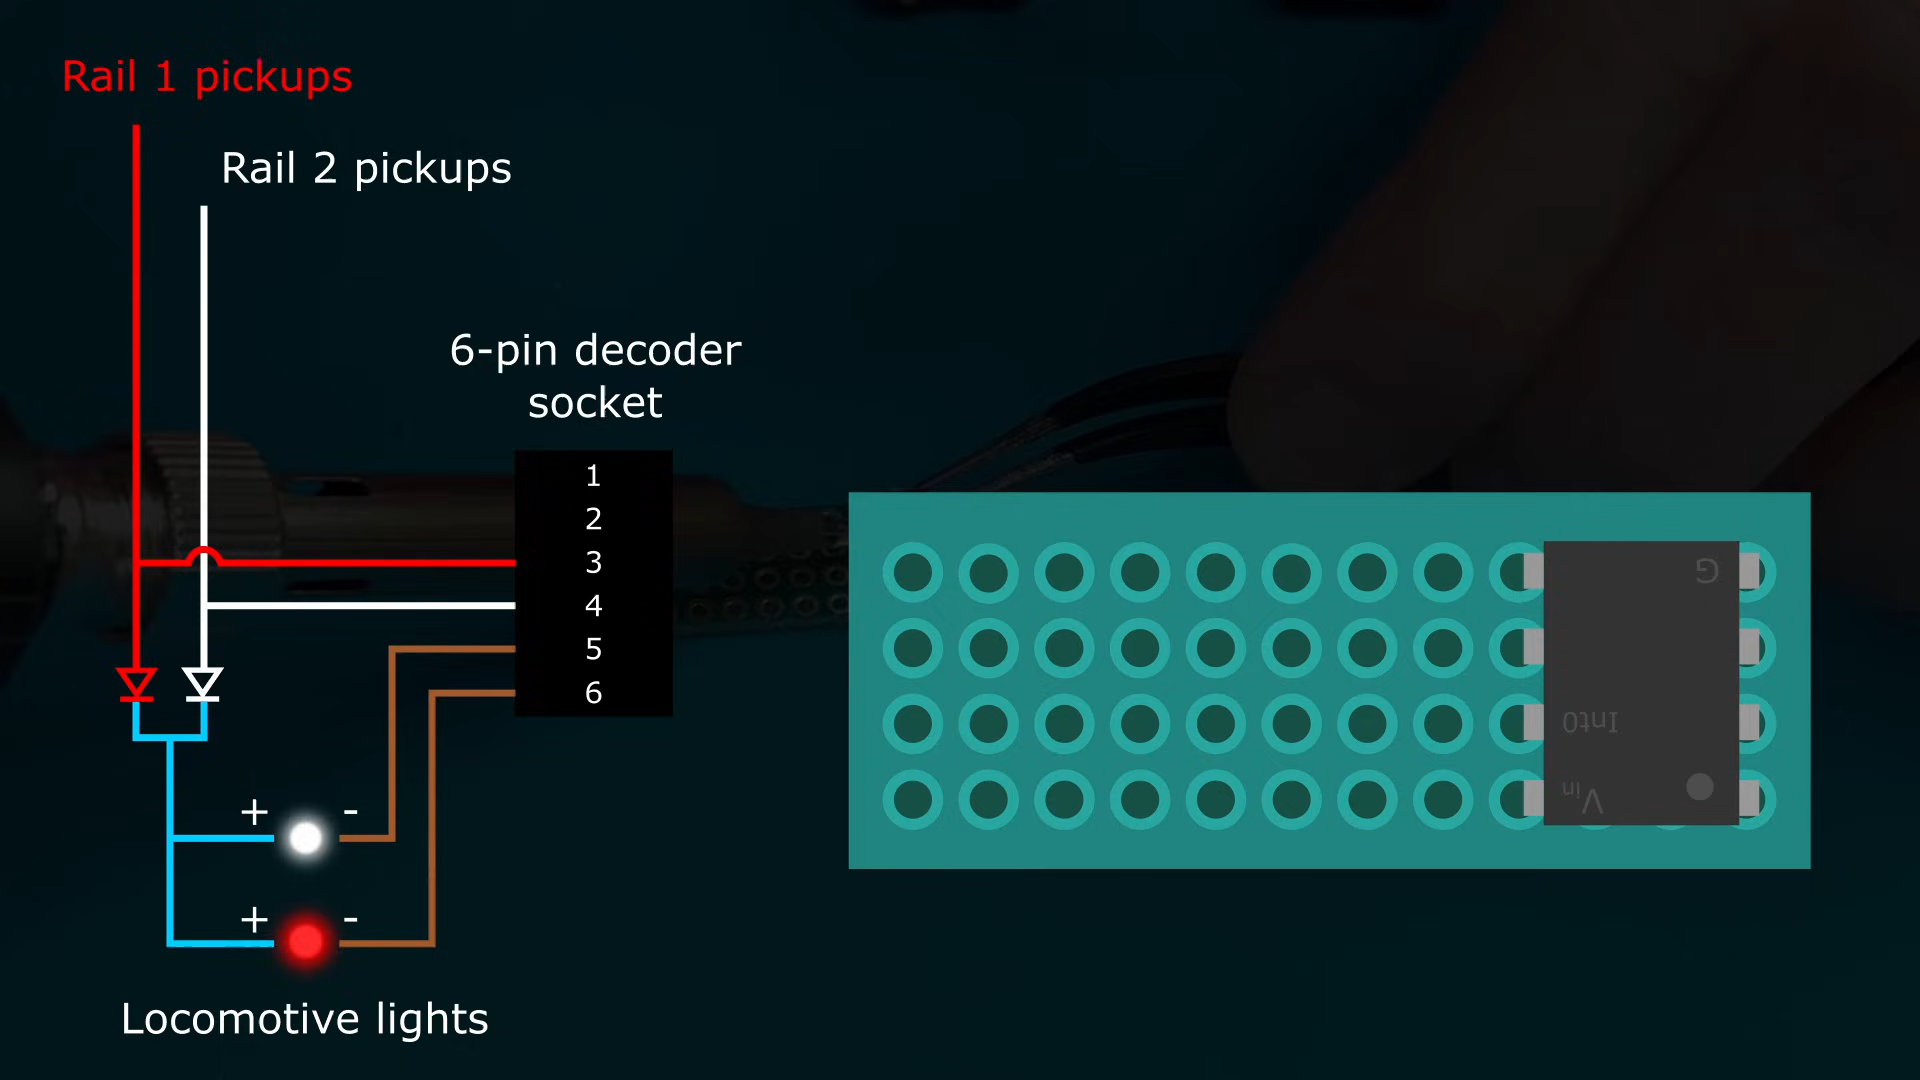 Rail 1 pickups
Rail 2 pickups
6-pin decoder
socket
1
2
3
4
5
6
+ -
+ -
Locomotive lights
G
Int0
Vin